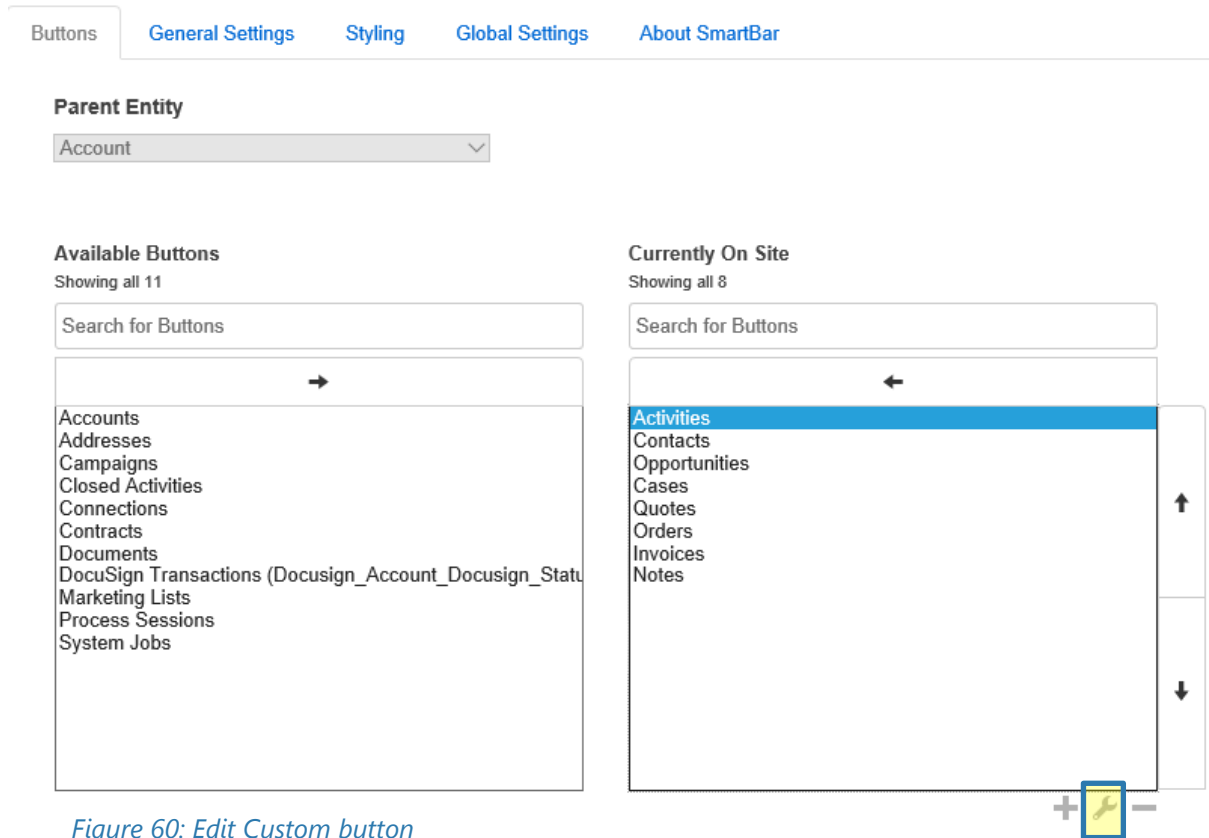 Buttons General Settings Styling Global Settings About SmartBar
Parent Entity
Account
Available Buttons
Showing all 11
Search for Buttons
Accounts
Addresses
Campaigns
Closed Activities
Connections
Contracts
Documents
DocuSign Transactions (Docusign_Account_Docusign_Statu
Marketing Lists
Process Sessions
System Jobs
Currently On Site
Showing all 8
Search for Buttons
Activities
Contacts
Opportunities
Cases
Quotes
Orders
Invoices
Notes
Figure 60: Edit Custom button